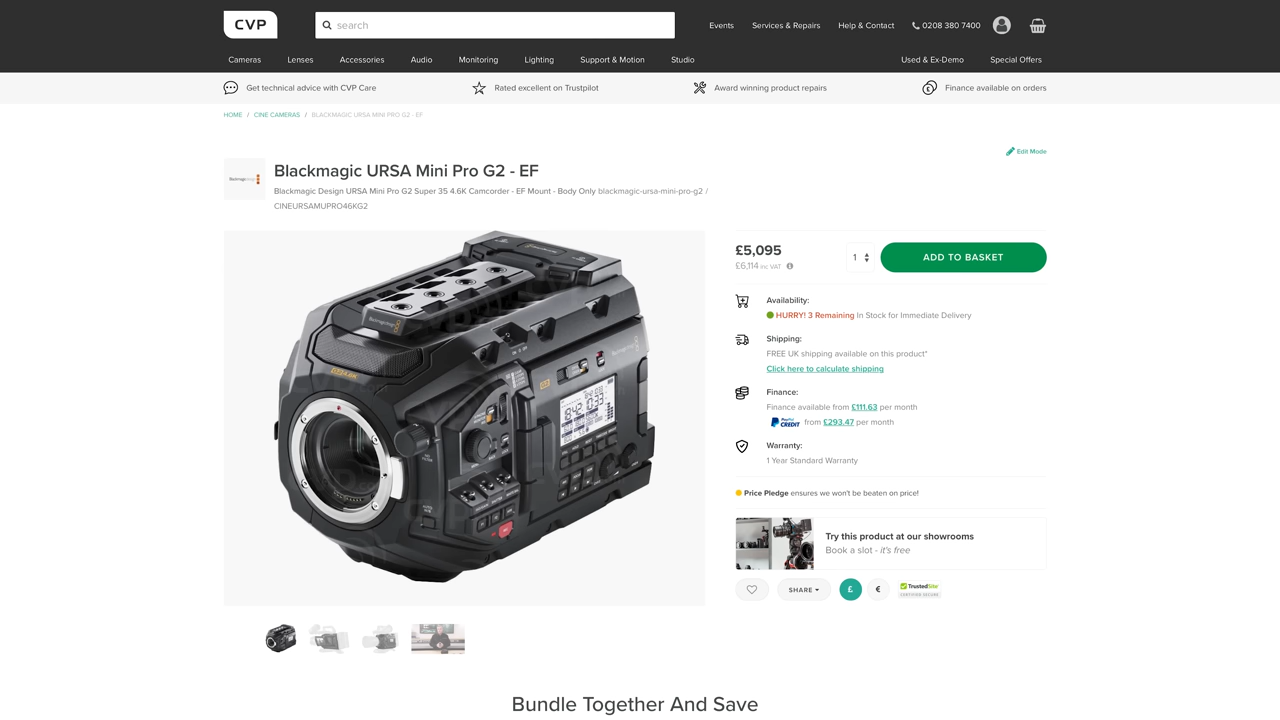 CVP
search
Events
Services & Repairs
Help & Contact
0208 380 7400
Cameras
Lenses
Accessories
Audio
Monitoring
Lighting
Support & Motion
Studio
Used & Ex-Demo
Special Offers
Get technical advice with CVP Care
Rated excellent on Trustpilot
Award winning product repairs
Finance available on orders
HOME / CINE CAMERAS / BLACKMAGIC URSA MINI PRO G2 - EF
Edit Mode
Blackmagicdesign
Blackmagic URSA Mini Pro G2 - EF
Blackmagic Design URSA Mini Pro G2 Super 35 4.6K Camcorder - EF Mount - Body Only blackmagic-ursa-mini-pro-g2 /
CINEURSAMUPRO46KG2
£5,095
£6,114 inc VAT
1
ADD TO BASKET
Availability:
HURRY! 3 Remaining In Stock for Immediate Delivery
Shipping:
FREE UK shipping available on this product*
Click here to calculate shipping
Finance:
Finance available from £111.63 per month
PayPal CREDIT from £293.47 per month
Warranty:
1 Year Standard Warranty
Price Pledge ensures we won't be beaten on price!
Try this product at our showrooms
Book a slot - it's free
SHARE
£
€
TrustedSite
CERTIFIED SECURE
Bundle Together And Save